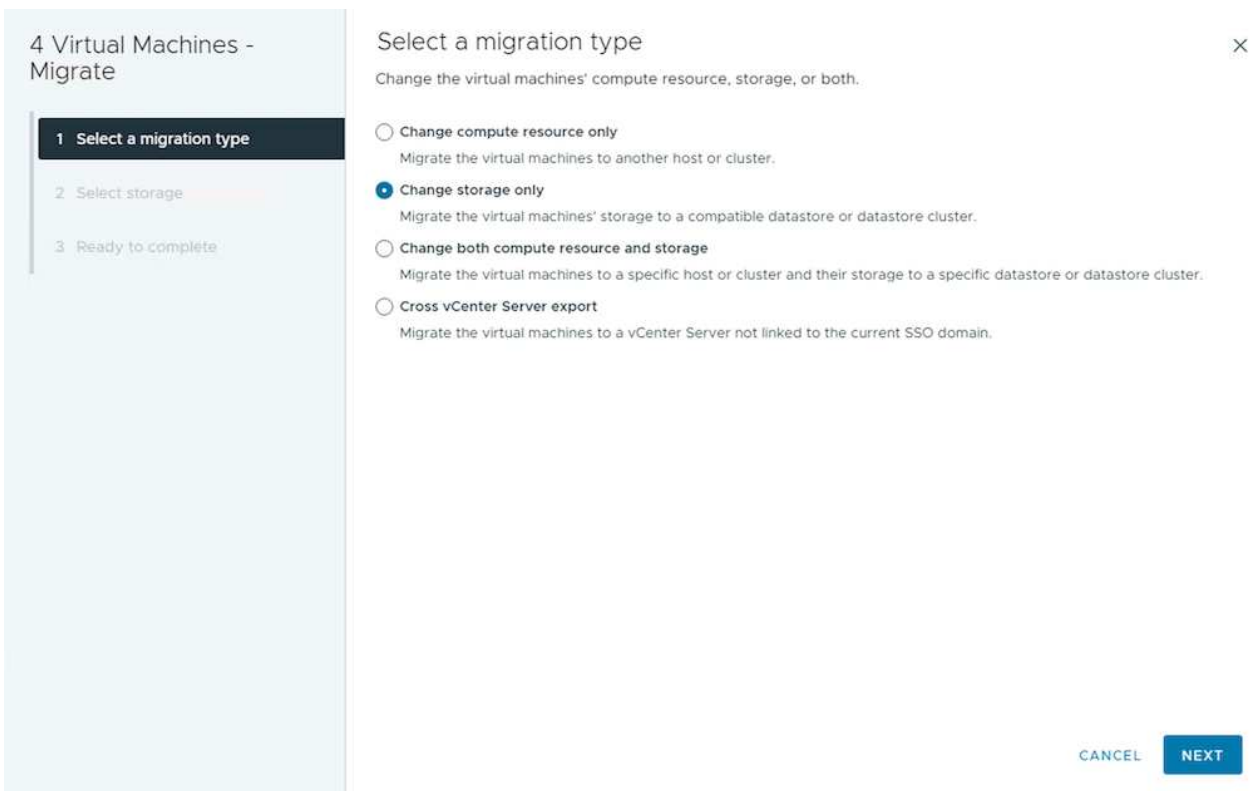 4 Virtual Machines -
Migrate
1 Select a migration type
2 Select storage
3 Ready to complete
Select a migration type
Change the virtual machines' compute resource, storage, or both.
Change compute resource only
Migrate the virtual machines to another host or cluster.
Change storage only
Migrate the virtual machines' storage to a compatible datastore or datastore cluster.
Change both compute resource and storage
Migrate the virtual machines to a specific host or cluster and their storage to a specific datastore or datastore cluster.
Cross vCenter Server export
Migrate the virtual machines to a vCenter Server not linked to the current SSO domain.
CANCEL
NEXT